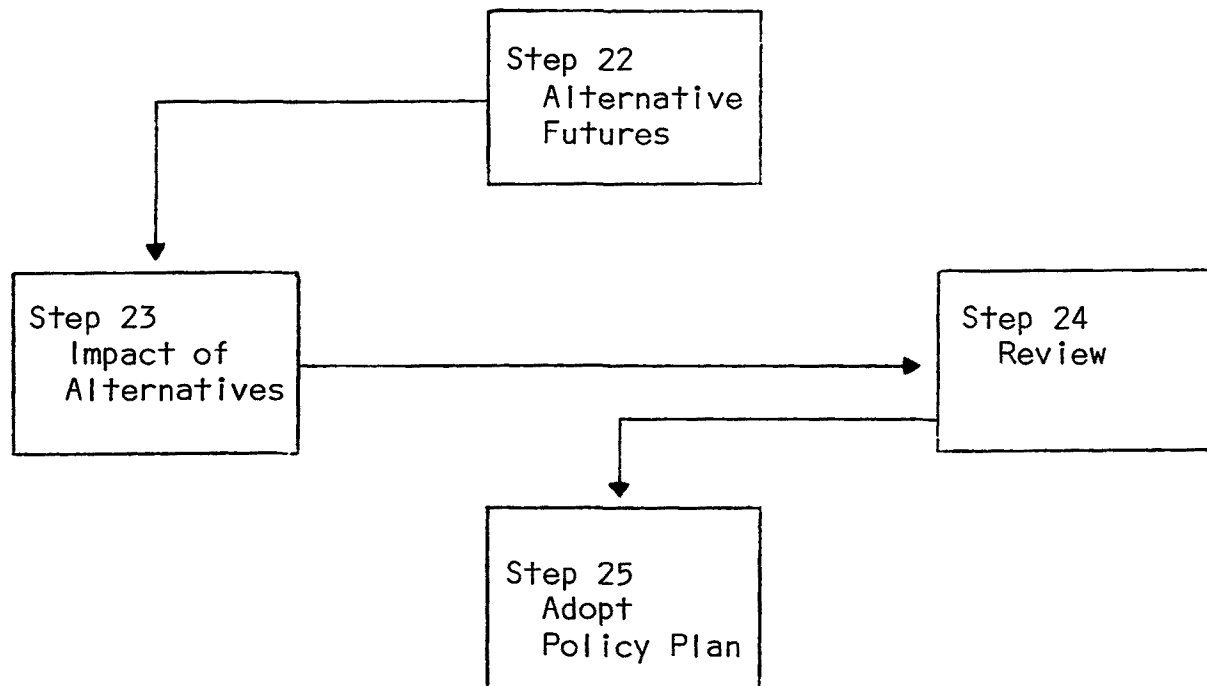 Step 22
Alternative
Futures
Step 23
Impact of
Alternatives
Step 24
Review
Step 25
Adopt
Policy Plan